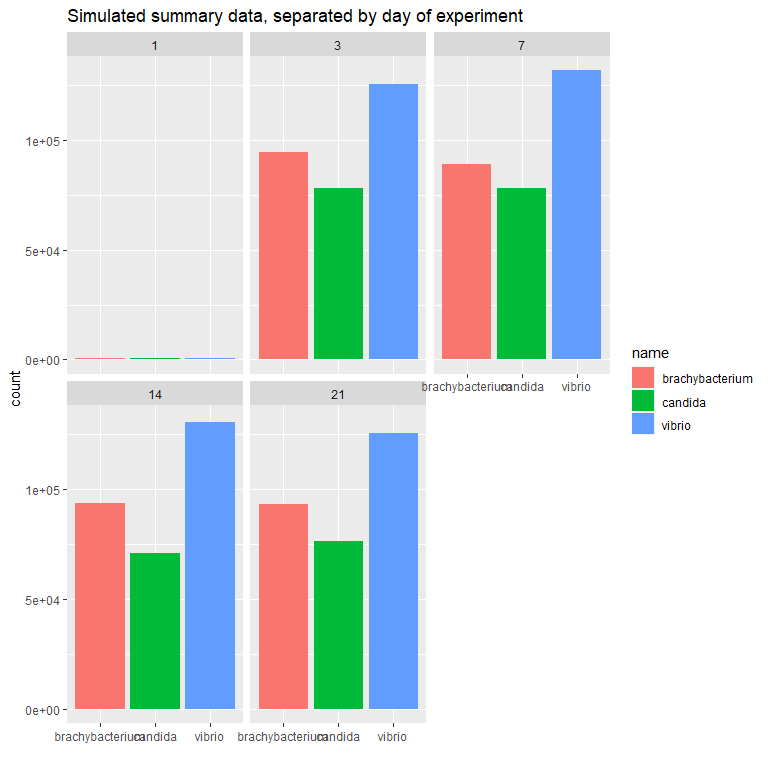 Simulated summary data, separated by day of experiment
1
3
7
1e+05
5e+04
0e+00
count
brachybacterium candida vibrio
name
brachybacterium
candida
vibrio
14
21
1e+05
5e+04
0e+00
brachybacterium candida vibrio
brachybacterium candida vibrio